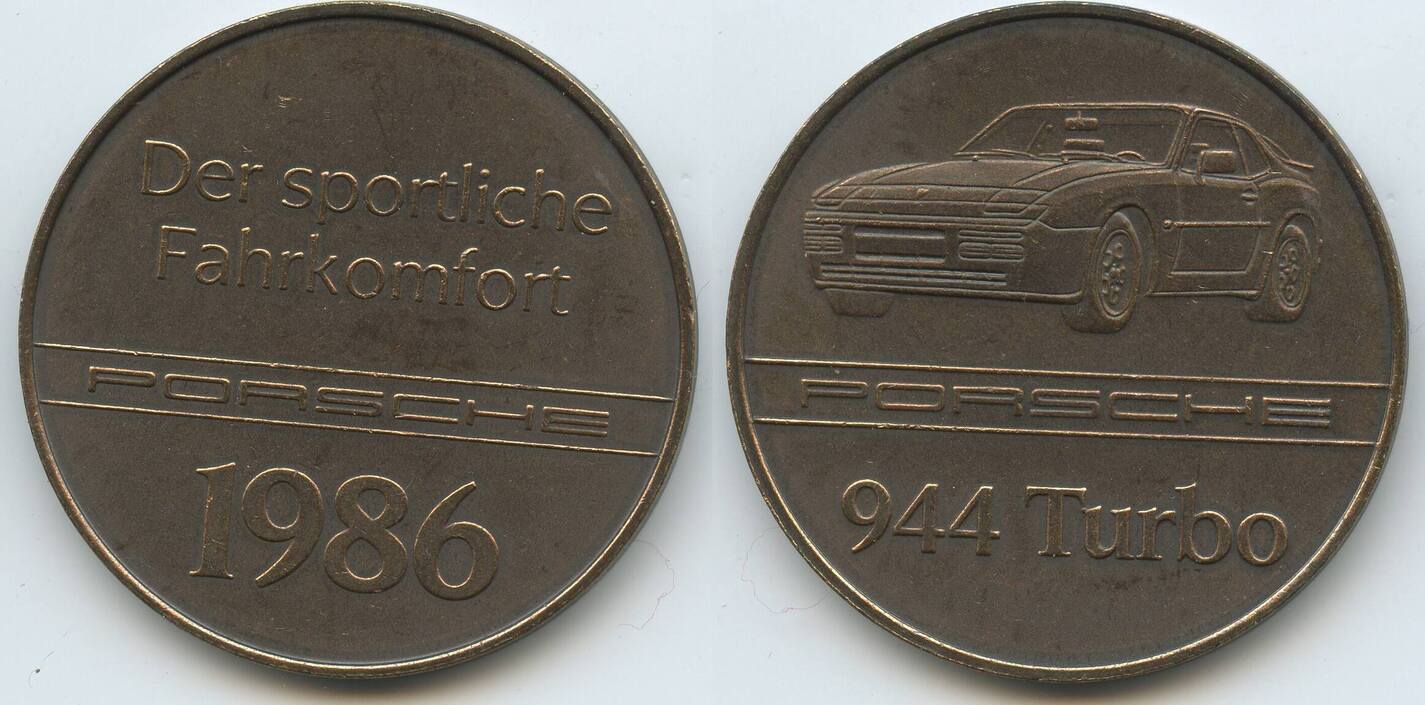 Der sportliche
Fahrkomfort
PORSCHE
1986
PORSCHE
944 Turbo